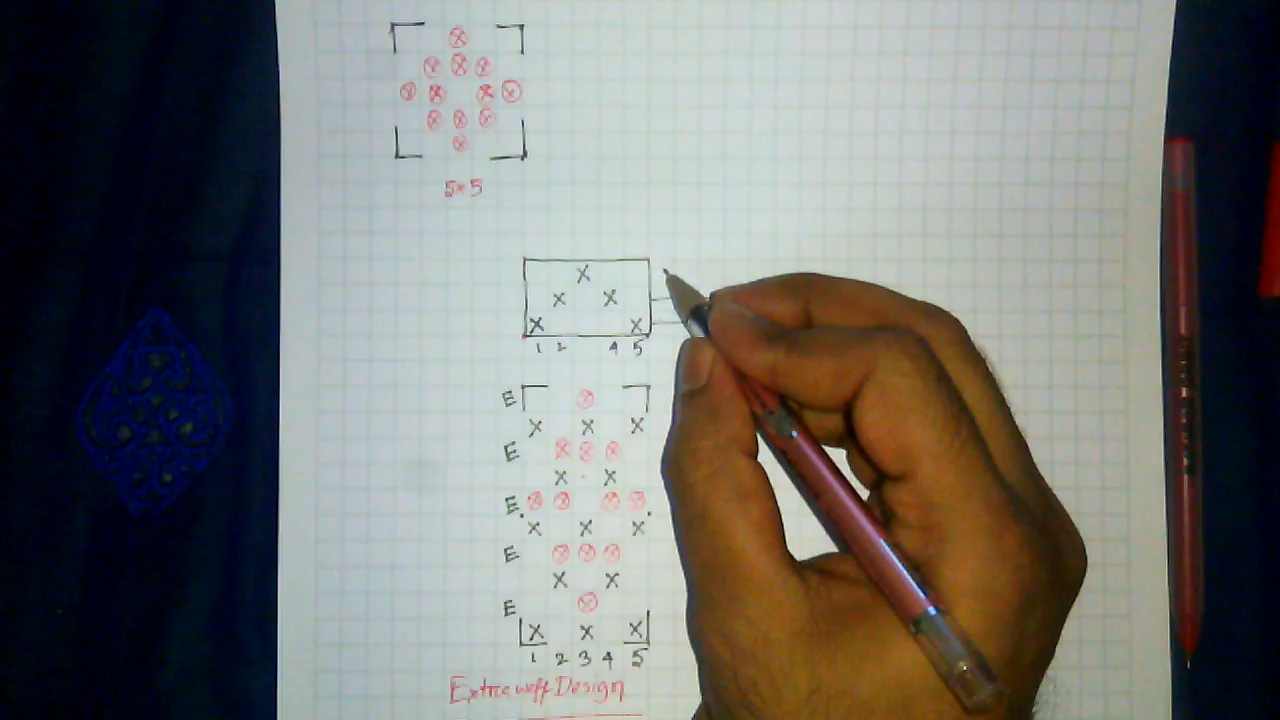 5×5
X
X X
X X
1 2 4 5
E
X X X
E
X X
E
X X X
E
X X
E
X X X
1 2 3 4 5
Extra weft Design